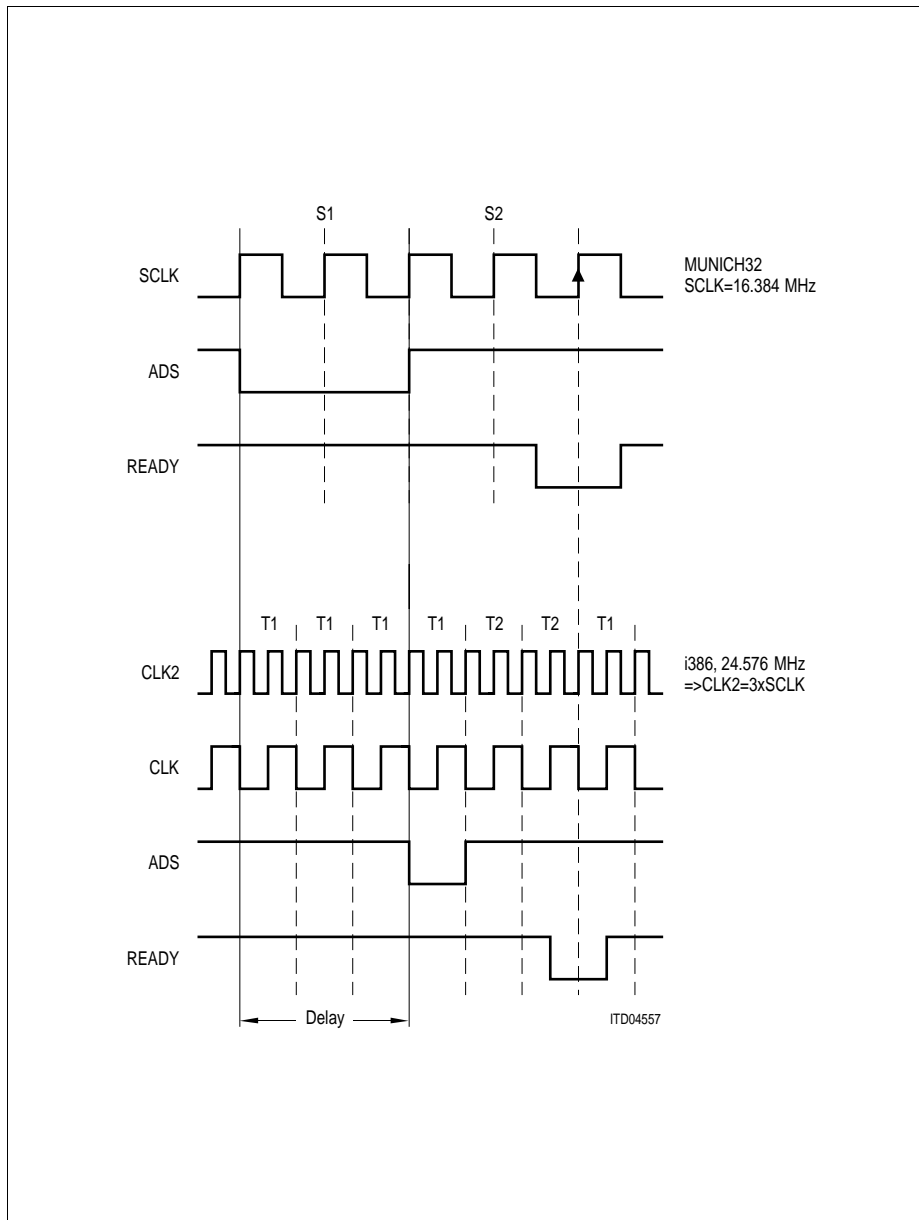 S1 S2
SCLK
MUNICH32
SCLK=16.384 MHz
ADS
READY
T1 T1 T1 T1 T2 T2 T1
CLK2
i386, 24.576 MHz
=>CLK2=3xSCLK
CLK
ADS
READY
Delay
ITD04557